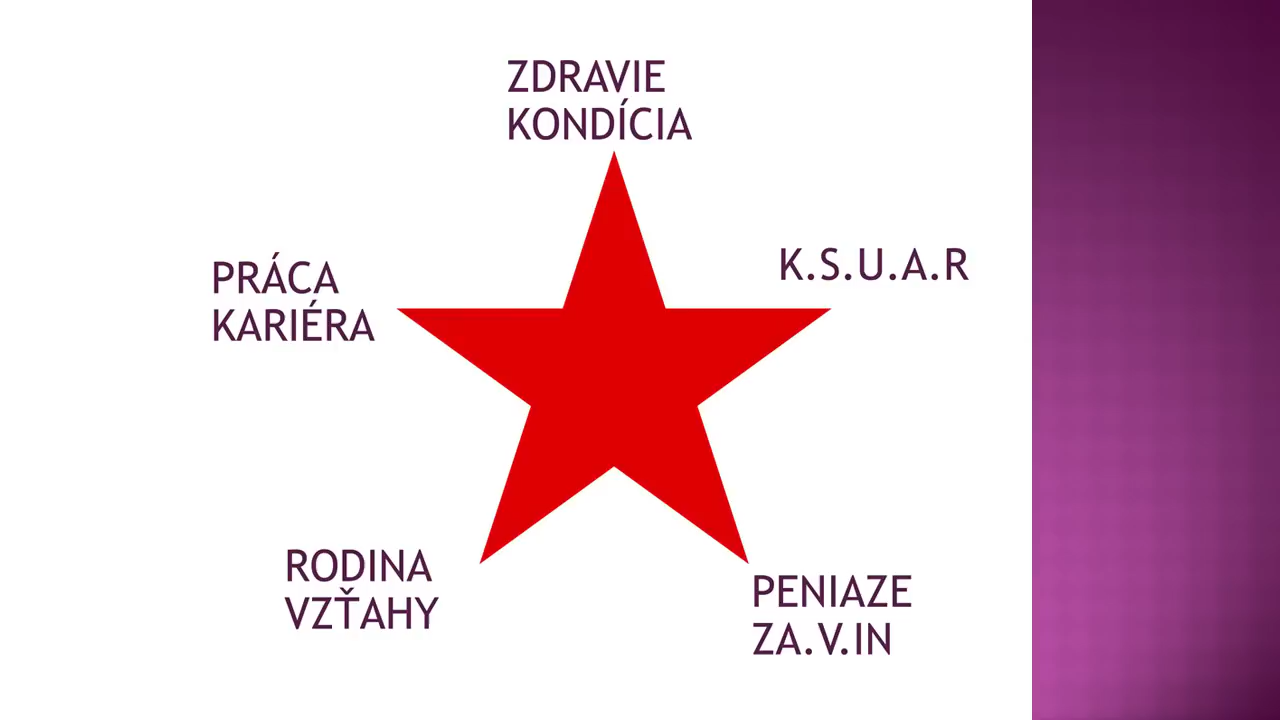 ZDRAVIE
KONDÍCIA
K.S.U.A.R
PRÁCA
KARIÉRA
RODINA
VZŤAHY
PENIAZE
ZA.V.IN